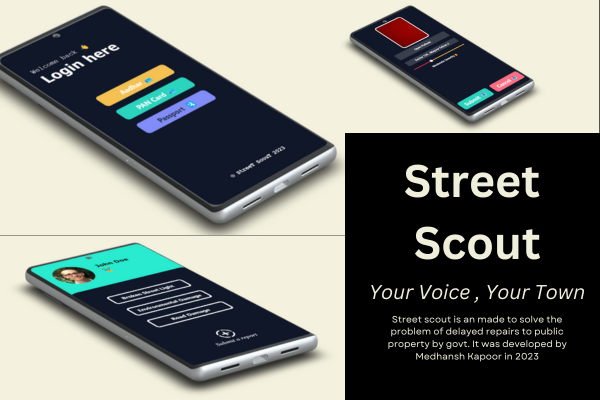 Welcome back 👋
Login here
Aadhar
PAN Card
Passport
© street scout 2023
Submit
Cancel
John Doe
Broken Street Light
Environmental Damage
Road Damage
Submit a report
Street
Scout
Your Voice , Your Town
Street scout is an made to solve the
problem of delayed repairs to public
property by govt. It was developed by
Medhansh Kapoor in 2023